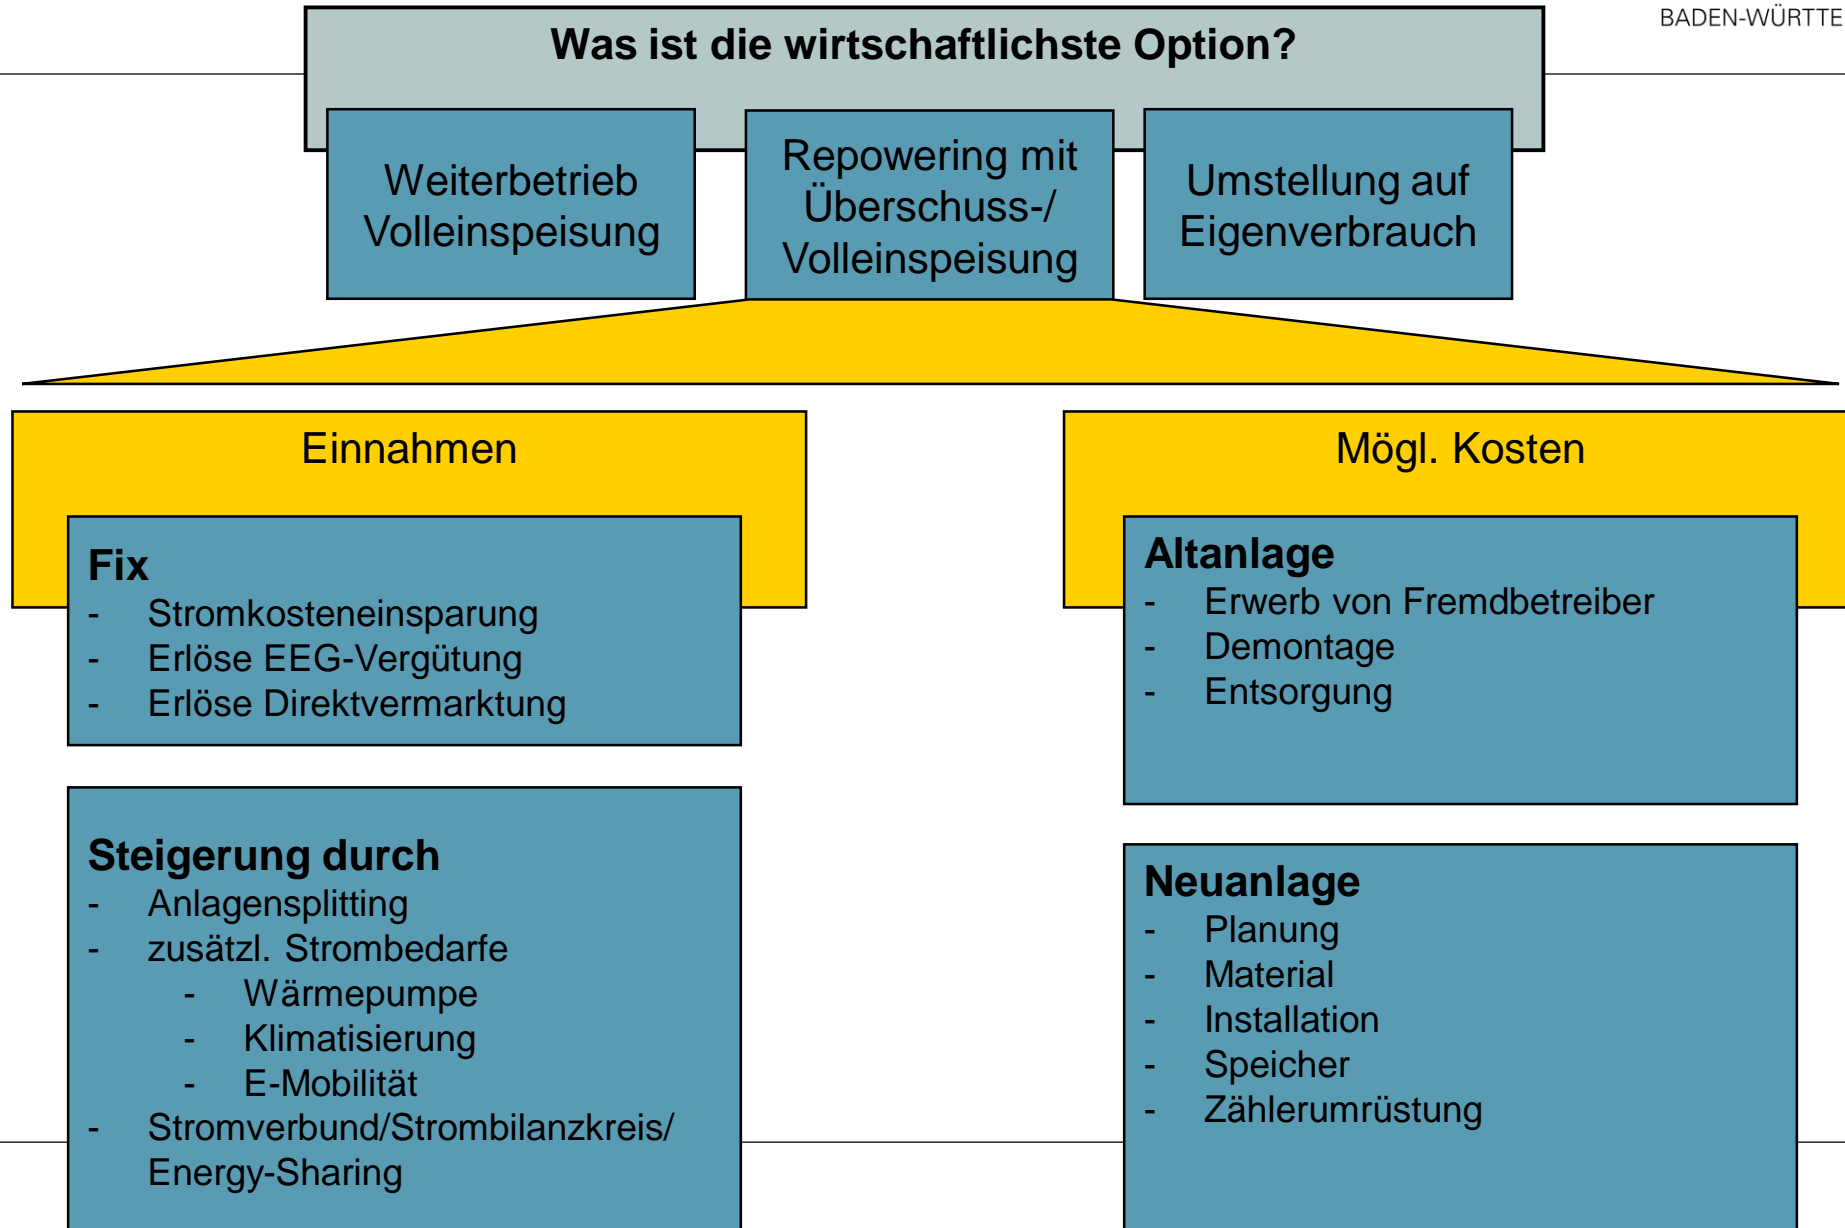 BADEN-WÜRTTE
Was ist die wirtschaftlichste Option?
Weiterbetrieb
Volleinspeisung
Repowering mit
Überschuss-/
Volleinspeisung
Umstellung auf
Eigenverbrauch
Einnahmen
Fix
- Stromkosteneinsparung
- Erlöse EEG-Vergütung
- Erlöse Direktvermarktung
Steigerung durch
- Anlagensplitting
- zusätzl. Strombedarfe
- Wärmepumpe
- Klimatisierung
- E-Mobilität
- Stromverbund/Strombilanzkreis/
Energy-Sharing
Mögl. Kosten
Altanlage
- Erwerb von Fremdbetreiber
- Demontage
- Entsorgung
Neuanlage
- Planung
- Material
- Installation
- Speicher
- Zählerumrüstung